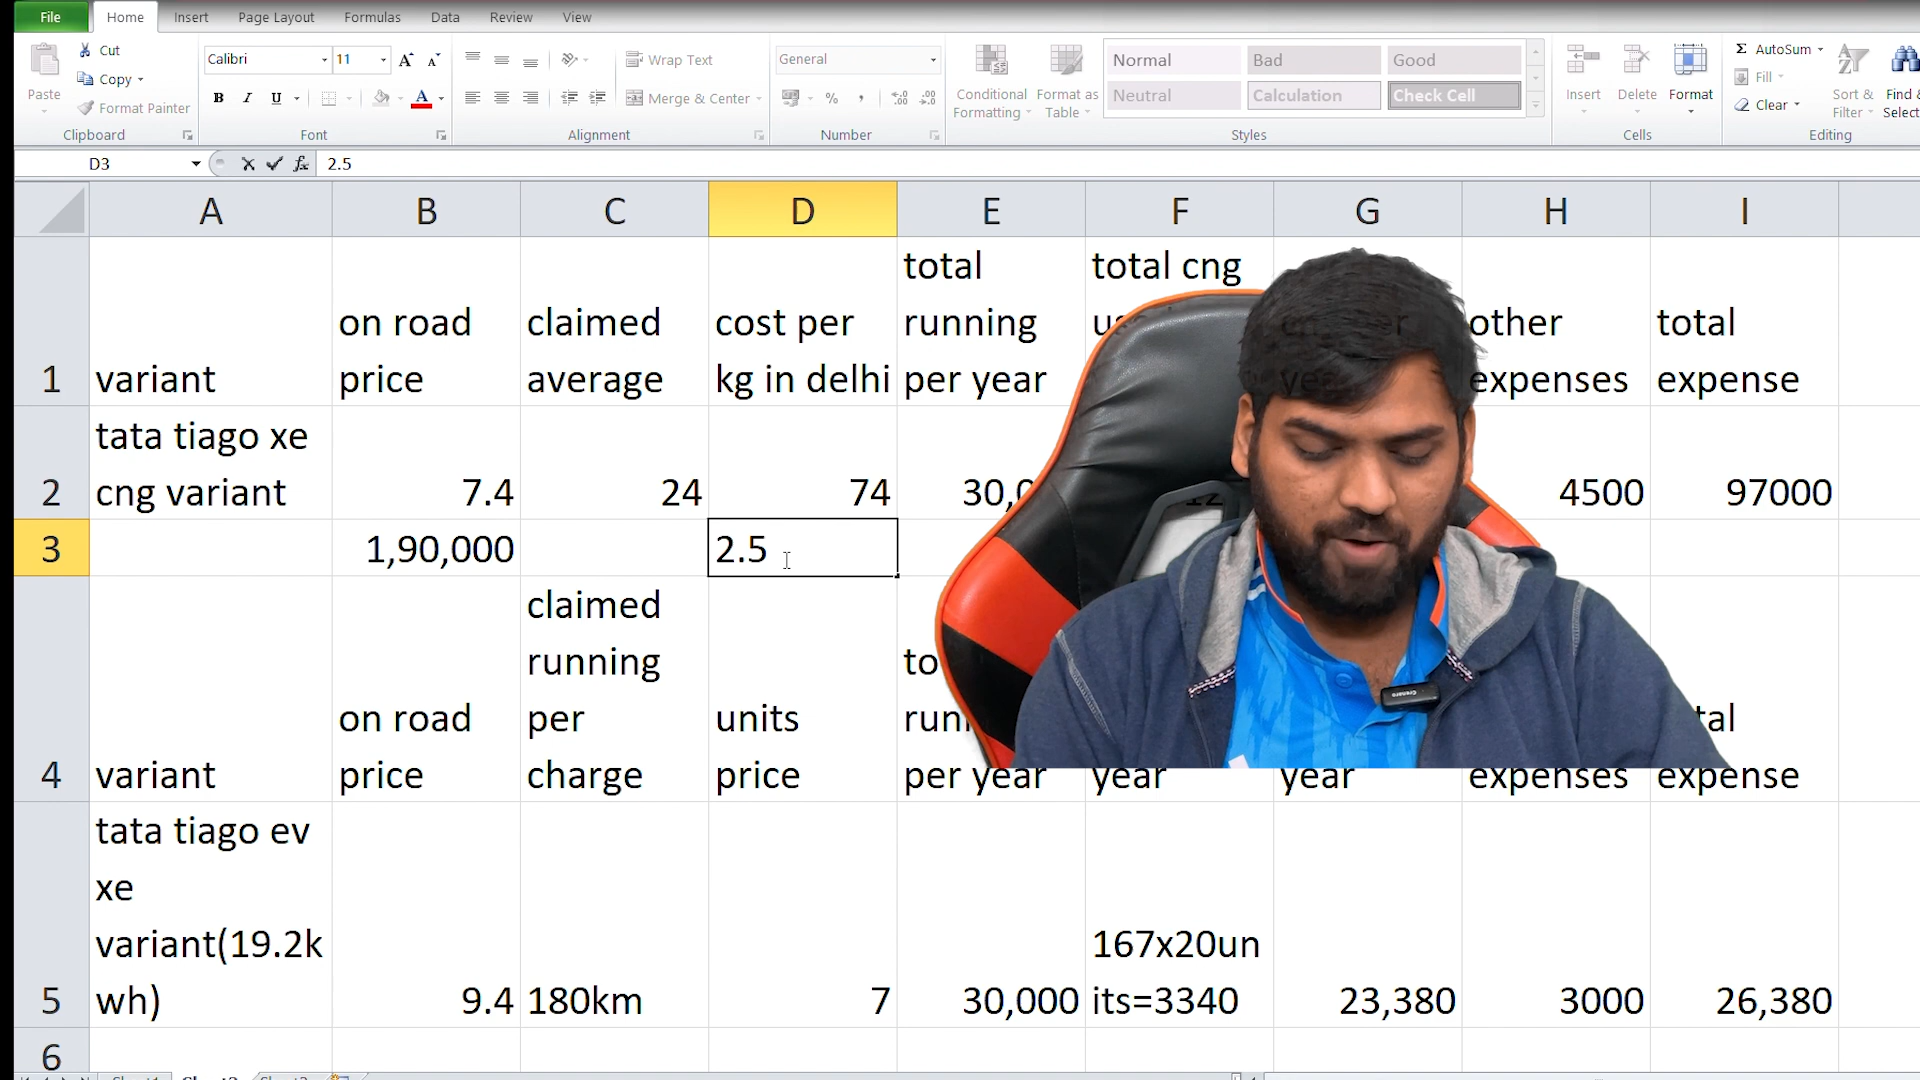 File Home Insert Page Layout Formulas Data Review View
Cut
Copy
Format Painter
Paste
Clipboard
Calibri 11
B I U
Font
Wrap Text
Merge & Center
Alignment
General
Number
Conditional Formatting
Format as Table
Normal Bad Good
Neutral Calculation Check Cell
Styles
Insert Delete Format
Cells
AutoSum
Fill
Clear
Sort & Filter
Find & Select
Editing
D3 fx 2.5
A B C D E F G H I
1 variant on road price claimed average cost per kg in delhi total running per year total cng other expenses total expense
2 tata tiago xe cng variant 7.4 24 74 4500 97000
3 1,90,000 2.5
4 variant on road price claimed running per charge units price per year year year expenses expense
5 tata tiago ev xe variant(19.2kwh) 9.4 180km 7 30,000 167x20units=3340 23,380 3000 26,380
6